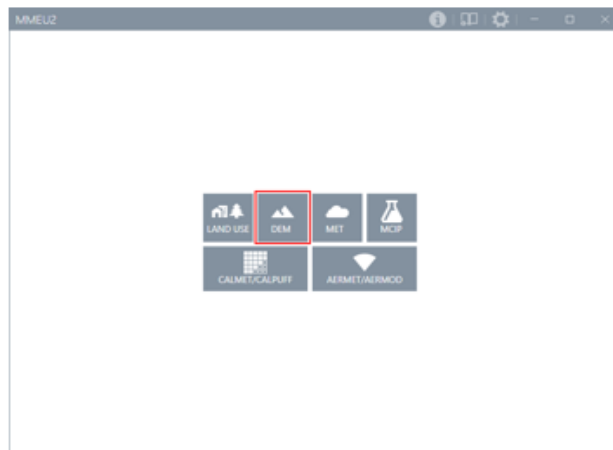 MMEU2
LAND USE DEM MET MCIP
CALMET/CALPUFF AERMET/AERMOD